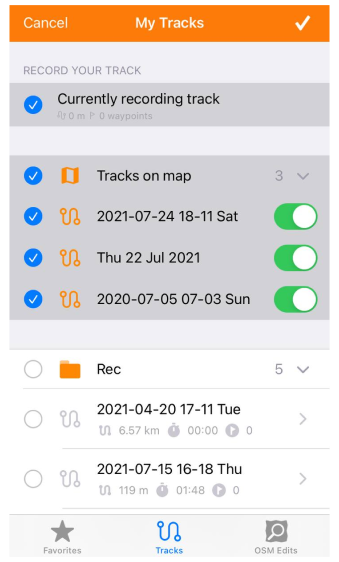 Cancel My Tracks
RECORD YOUR TRACK
Currently recording track
0 m 0 waypoints
Tracks on map 3
2021-07-24 18-11 Sat
Thu 22 Jul 2021
2020-07-05 07-03 Sun
Rec 5
2021-04-20 17-11 Tue
6.57 km 00:00 0
2021-07-15 16-18 Thu
119 m 01:48 0
Favorites Tracks OSM Edits